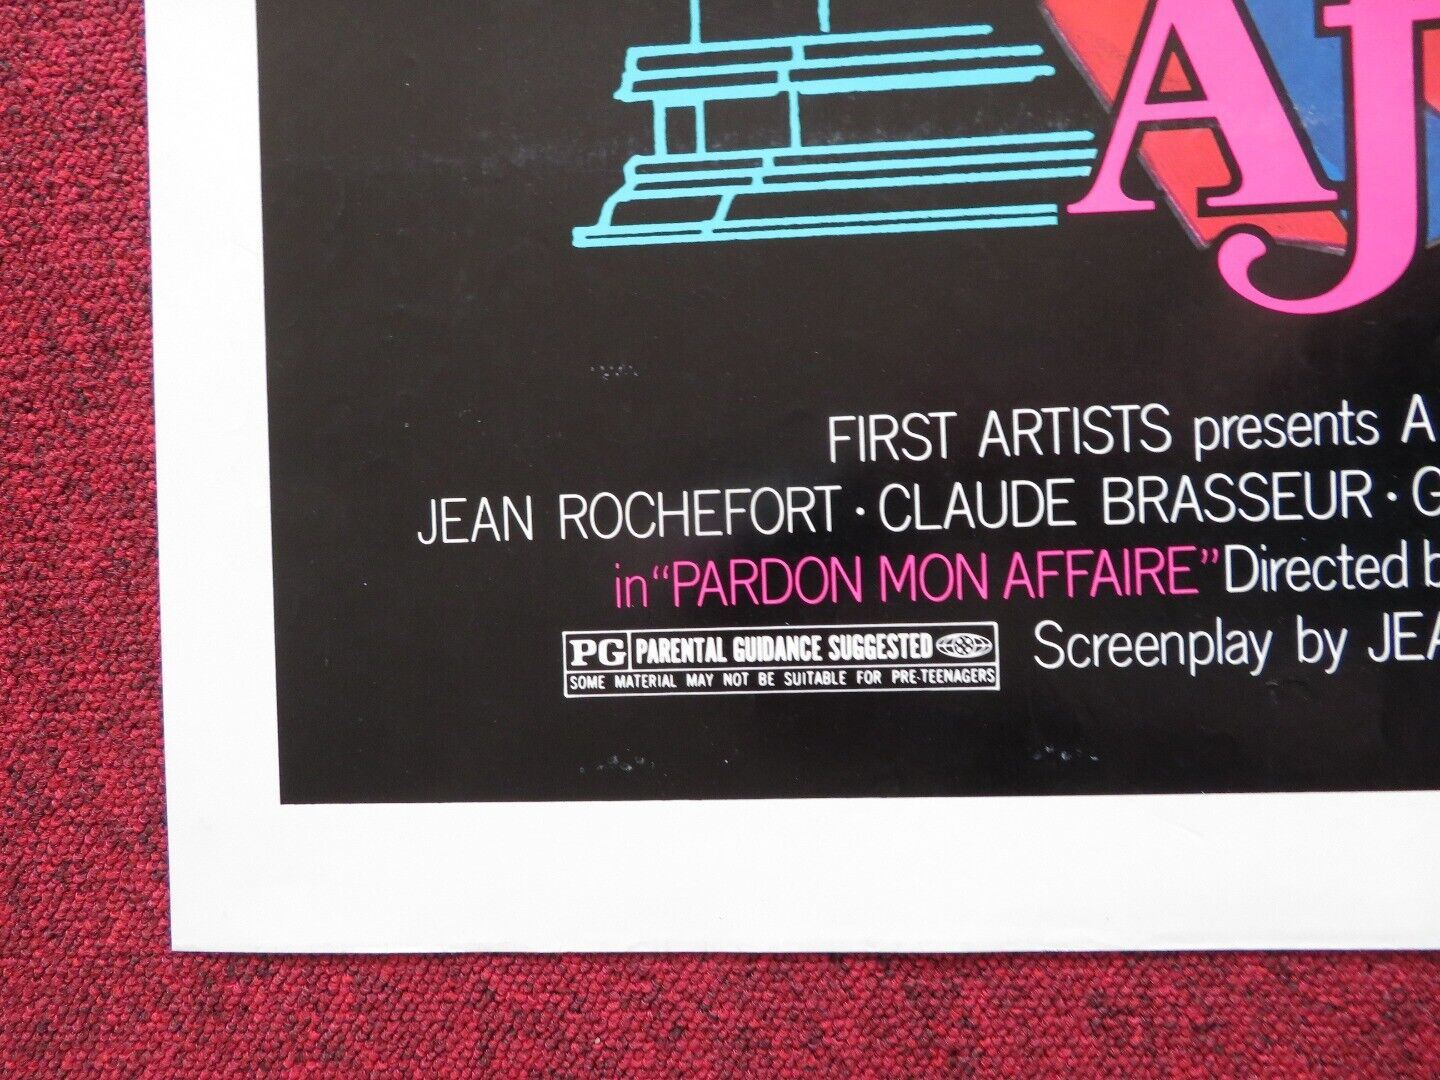 AF
FIRST ARTISTS presents A
JEAN ROCHEFORT · CLAUDE BRASSEUR · G
in "PARDON MON AFFAIRE" Directed b
Screenplay by JEA
PG PARENTAL GUIDANCE SUGGESTED
SOME MATERIAL MAY NOT BE SUITABLE FOR PRE-TEENAGERS